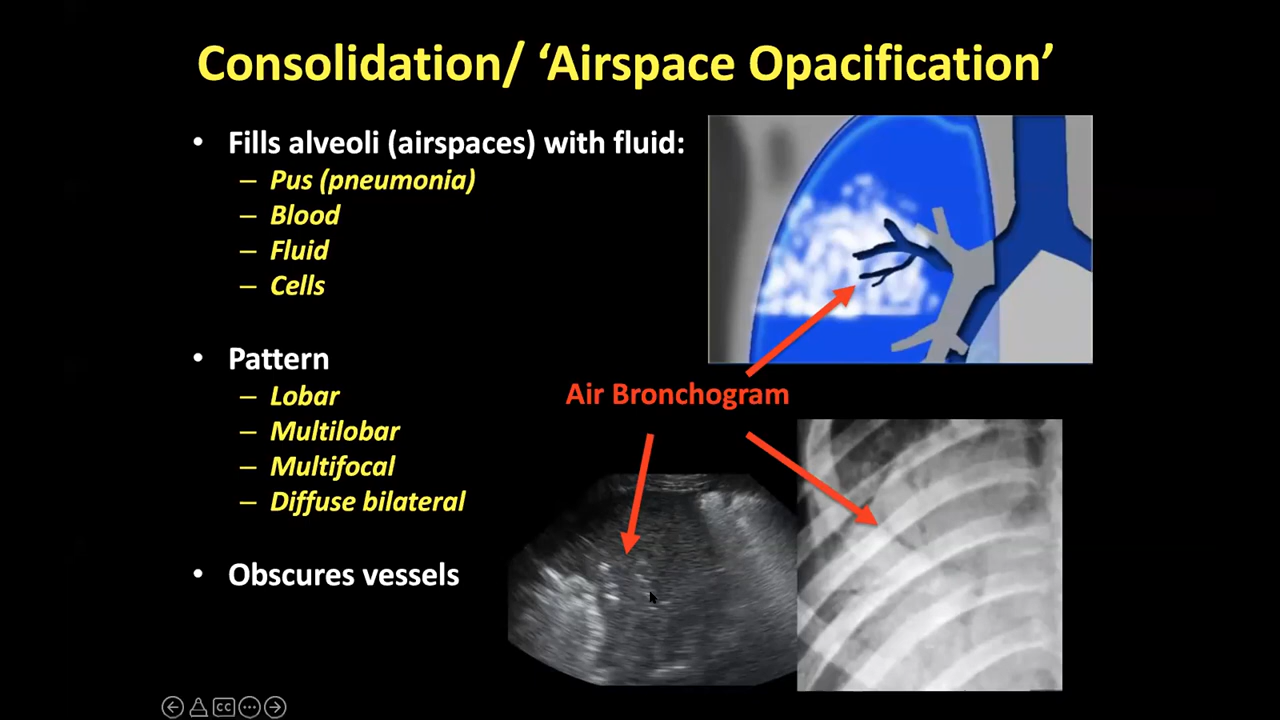 Consolidation/ ‘Airspace Opacification’
• Fills alveoli (airspaces) with fluid:
– Pus (pneumonia)
– Blood
– Fluid
– Cells
• Pattern
– Lobar
– Multilobar
– Multifocal
– Diffuse bilateral
• Obscures vessels
Air Bronchogram
CC